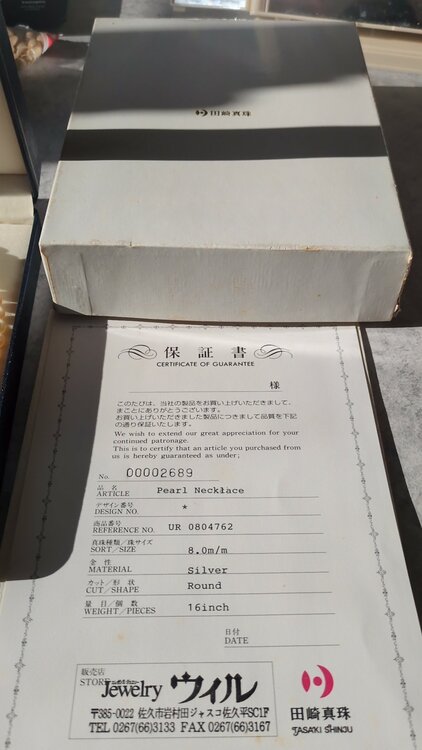 田崎真珠
保証書
CERTIFICATE OF GUARANTEE
様
このたびは、当社の製品をお買い上げいただきまして、
まことにありがとうございます。
お買い上げいただきました製品につきまして品質を下記
の通り保証いたします。
We wish to extend our great appreciation for your
continued patronage.
This is to certify that an article you purchased from
us is hereby guaranteed as under;
No. 00002689
品名
ARTICLE Pearl Necklace
デザイン番号
DESIGN NO. *
商品番号
REFERENCE NO. UR 0804762
真珠種類/珠サイズ
SORT/SIZE 8.0m/m
金性
MATERIAL Silver
カット/形状
CUT/SHAPE Round
量目/個数
WEIGHT/PIECES 16inch
日付
DATE
販売店
STORE
Jewelry ウィル
〒385-0022 佐久市岩村田ジャスコ佐久平SC1F
TEL 0267(66)3133 FAX 0267(66)3167
田崎真珠
TASAKI SHINJU